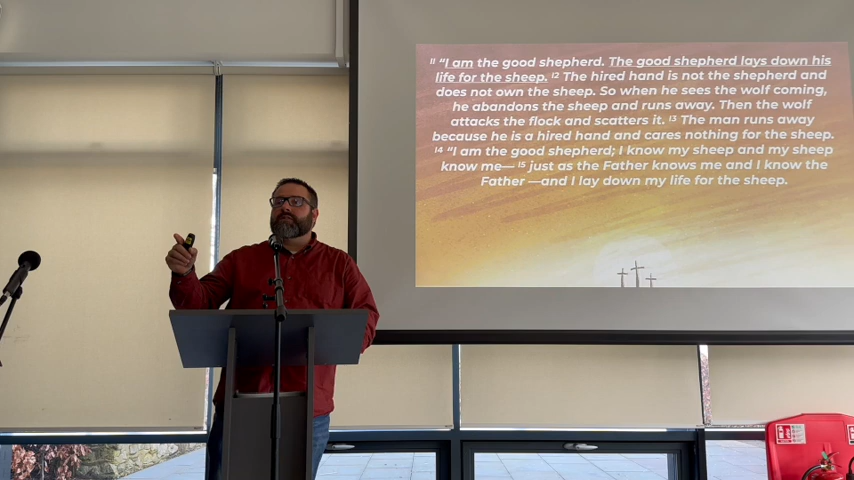 11 “I am the good shepherd. The good shepherd lays down his
life for the sheep. 12 The hired hand is not the shepherd and
does not own the sheep. So when he sees the wolf coming,
he abandons the sheep and runs away. Then the wolf
attacks the flock and scatters it. 13 The man runs away
because he is a hired hand and cares nothing for the sheep.
14 “I am the good shepherd; I know my sheep and my sheep
know me— 15 just as the Father knows me and I know the
Father —and I lay down my life for the sheep.